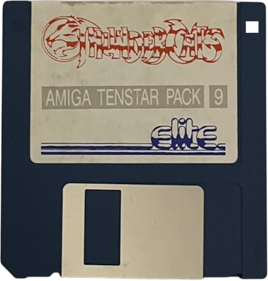 THUNDERCATS
AMIGA TENSTAR PACK 9
Elite